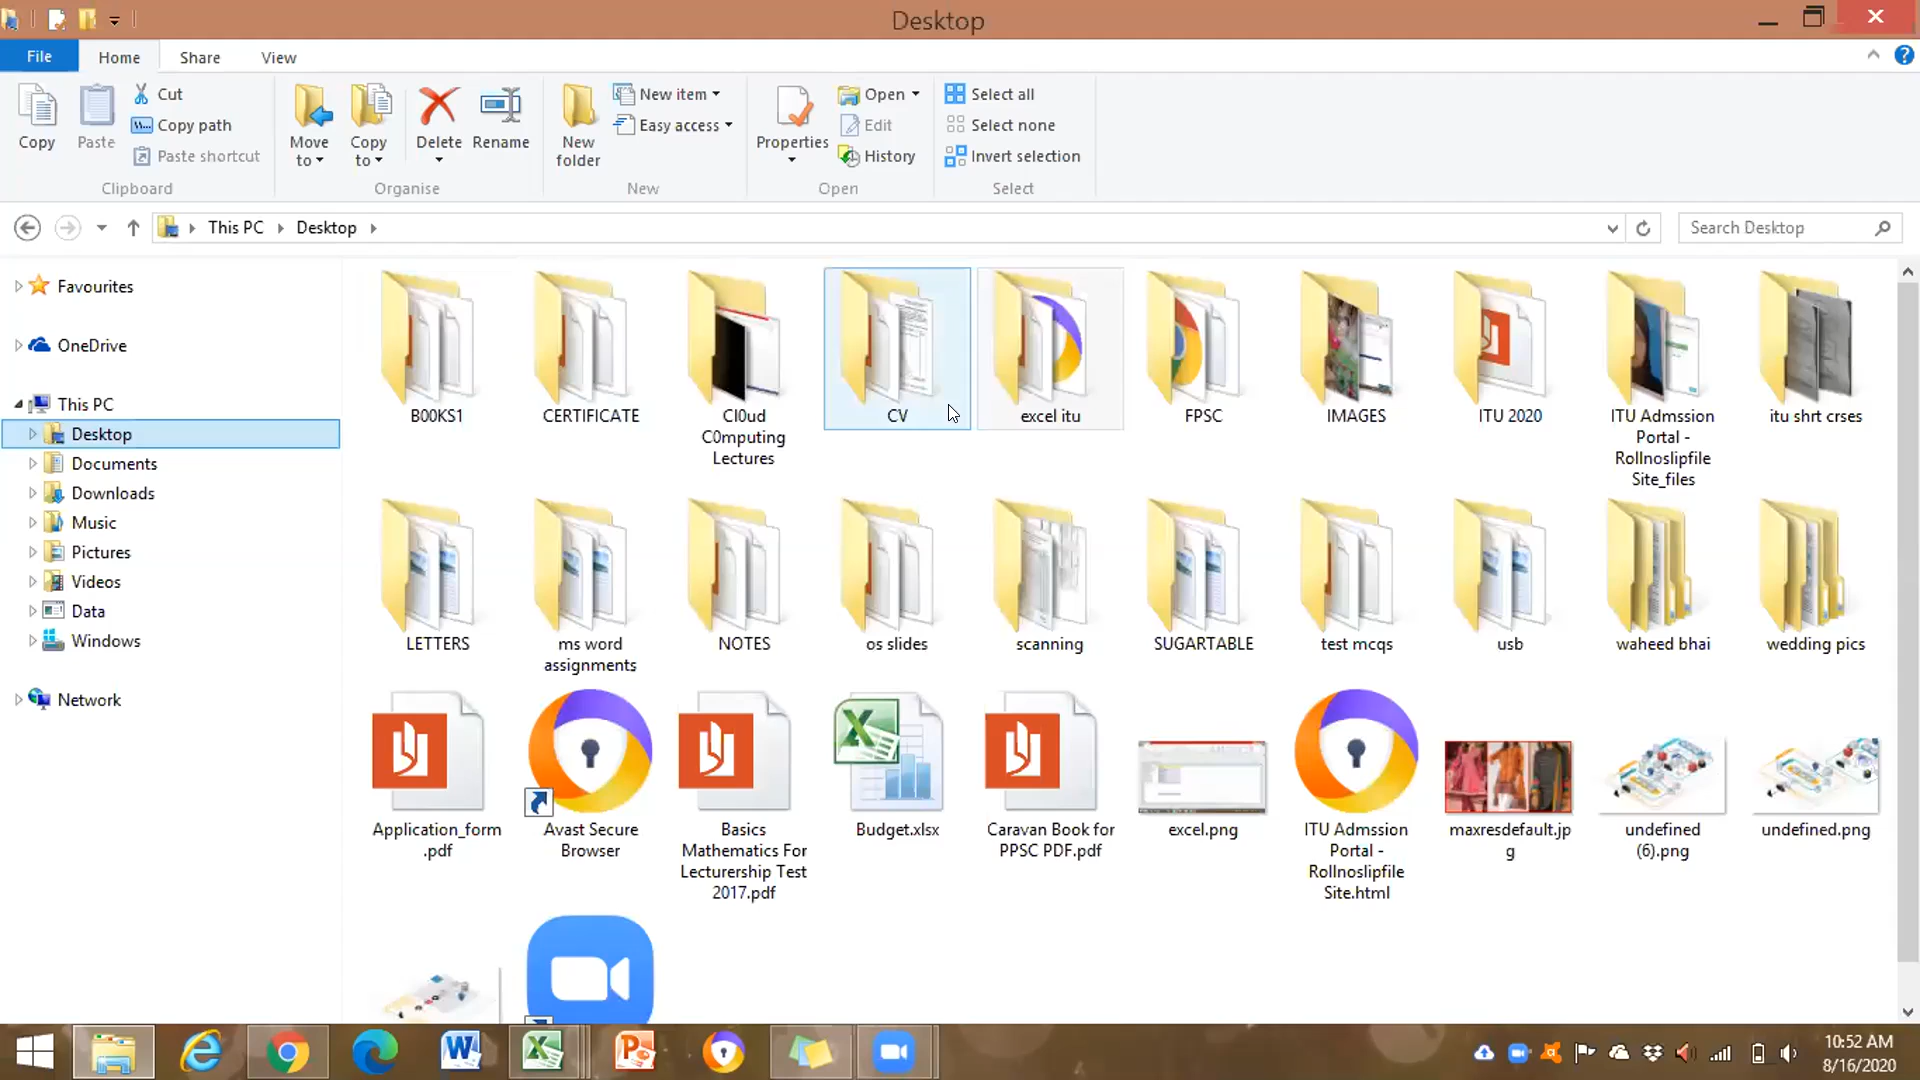 Desktop
File Home Share View
Copy
Paste
Cut
Copy path
Paste shortcut
Clipboard
Move to
Copy to
Delete
Rename
Organise
New folder
New item
Easy access
New
Properties
Open
Edit
History
Open
Select all
Select none
Invert selection
Select
This PC Desktop
Search Desktop
Favourites
OneDrive
This PC
Desktop
Documents
Downloads
Music
Pictures
Videos
Data
Windows
Network
B00KS1
CERTIFICATE
Cl0ud
C0mputing
Lectures
CV
excel itu
FPSC
IMAGES
ITU 2020
ITU Admssion
Portal -
Rollnoslipfile
Site_files
itu shrt crses
LETTERS
ms word
assignments
NOTES
os slides
scanning
SUGARTABLE
test mcqs
usb
waheed bhai
wedding pics
Application_form
.pdf
Avast Secure
Browser
Basics
Mathematics For
Lecturership Test
2017.pdf
Budget.xlsx
Caravan Book for
PPSC PDF.pdf
excel.png
ITU Admssion
Portal -
Rollnoslipfile
Site.html
maxresdefault.jp
g
undefined
(6).png
undefined.png
10:52 AM
8/16/2020